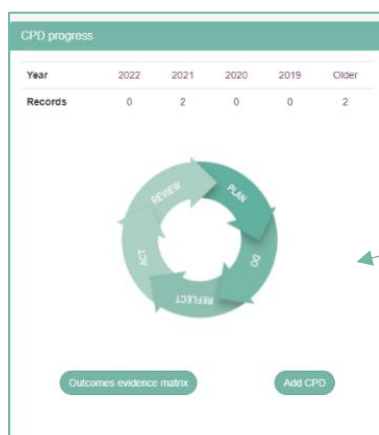 CPD progress
Year 2022 2021 2020 2019 Older
Records 0 2 0 0 2
REVIEW
PLAN
ACT
DO
REFLECT
Outcomes evidence matrix Add CPD